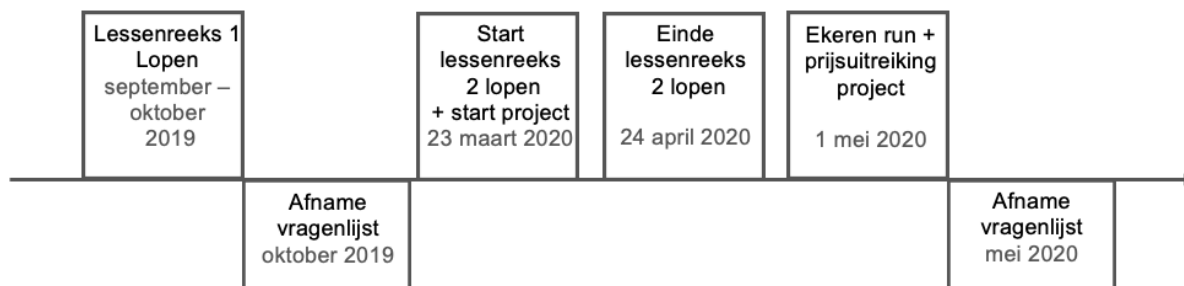 Lessenreeks 1
Lopen
september –
oktober
2019
Afname
vragenlijst
oktober 2019
Start
lessenreeks
2 lopen
+ start project
23 maart 2020
Einde
lessenreeks
2 lopen
24 april 2020
Ekeren run +
prijsuitreiking
project
1 mei 2020
Afname
vragenlijst
mei 2020